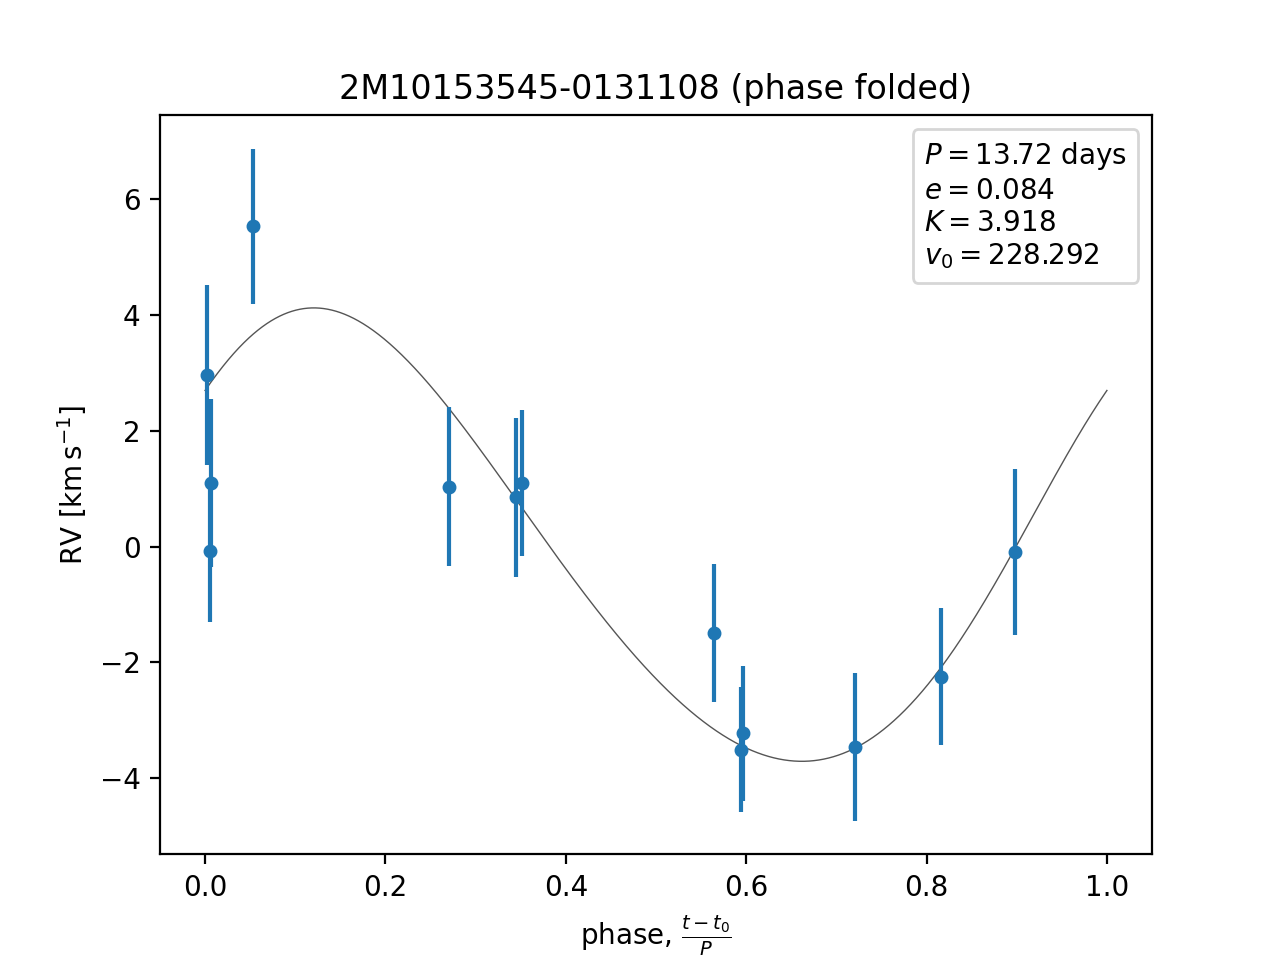 2M10153545-0131108 (phase folded)
P = 13.72 days
e = 0.084
K = 3.918
v₀ = 228.292
RV [km s⁻¹]
6
4
2
0
−2
−4
0.0 0.2 0.4 0.6 0.8 1.0
phase, (t − t₀)/P